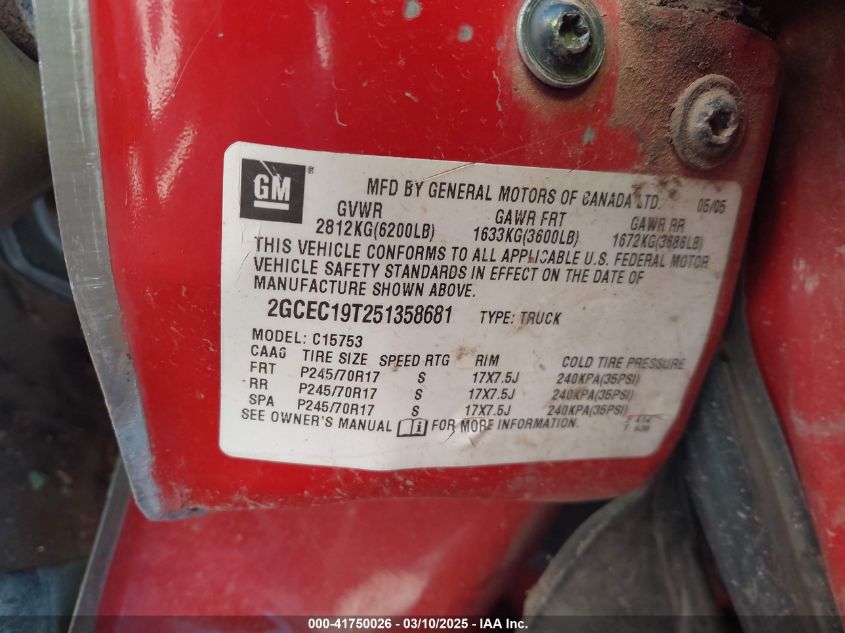 GM ® MFD BY GENERAL MOTORS OF CANADA LTD. 05/05
GVWR GAWR FRT GAWR RR
2812KG(6200LB) 1633KG(3600LB) 1672KG(3686LB)
THIS VEHICLE CONFORMS TO ALL APPLICABLE U.S. FEDERAL MOTOR
VEHICLE SAFETY STANDARDS IN EFFECT ON THE DATE OF
MANUFACTURE SHOWN ABOVE.
2GCEC19T251358681 TYPE: TRUCK
MODEL: C15753
CAA6 TIRE SIZE SPEED RTG RIM COLD TIRE PRESSURE
FRT P245/70R17 S 17X7.5J 240KPA(35PSI)
RR P245/70R17 S 17X7.5J 240KPA(35PSI)
SPA P245/70R17 S 17X7.5J 240KPA(35PSI)
SEE OWNER'S MANUAL i FOR MORE INFORMATION.
000-41750026 - 03/10/2025 - IAA Inc.